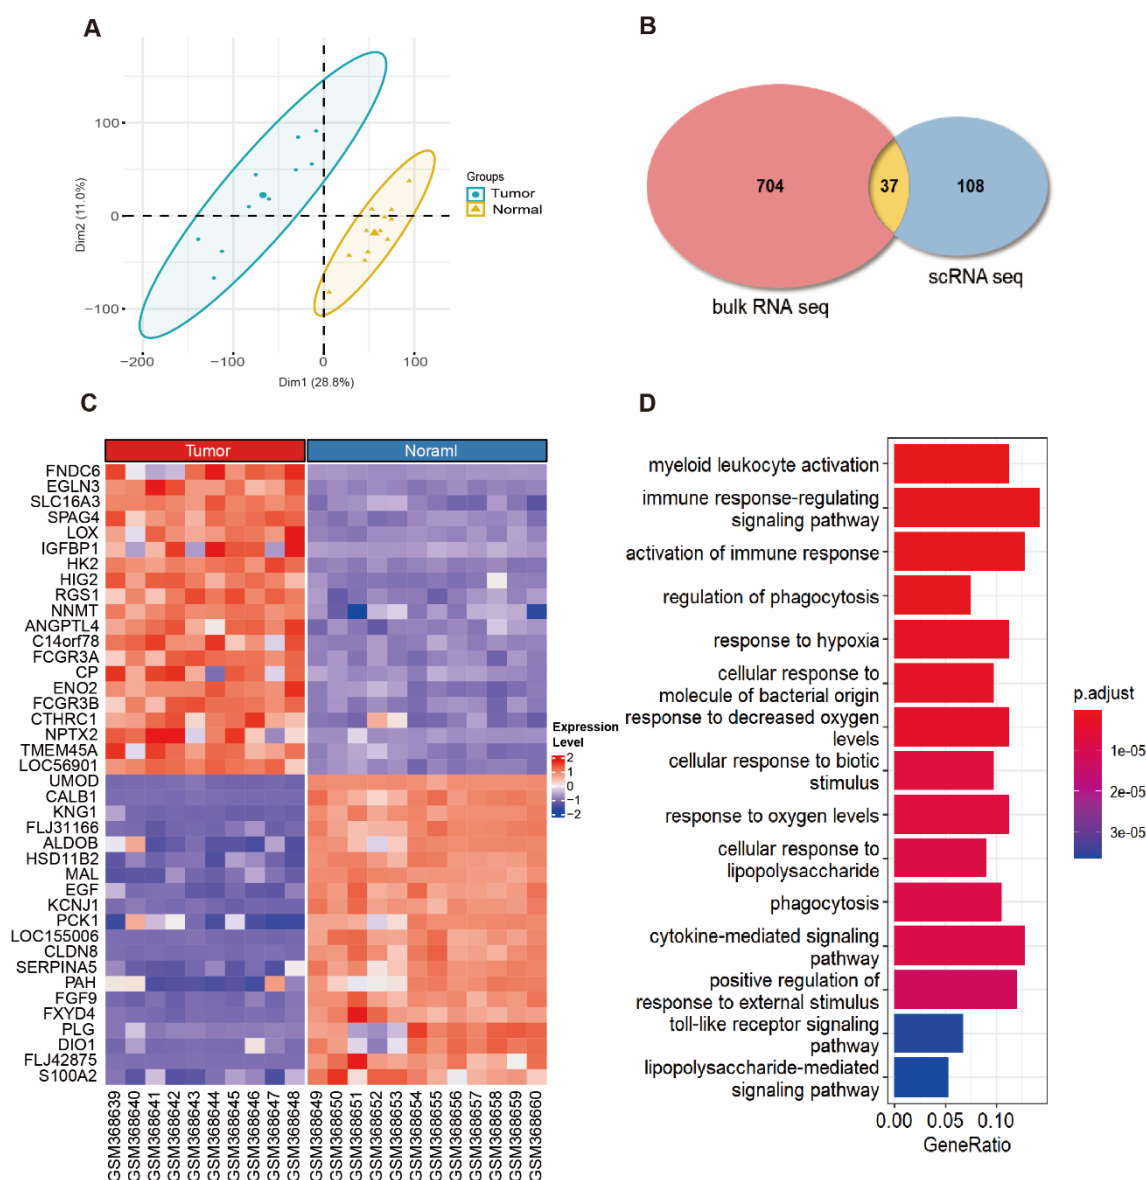 A
B
100
0
−100
Dim2 (11.0%)
−200
−100
0
100
Dim1 (28.8%)
Groups
Tumor
Normal
704
37
108
bulk RNA seq
scRNA seq
C
Tumor
Noraml
FNDC6
EGLN3
SLC16A3
SPAG4
LOX
IGFBP1
HK2
HIG2
RGS1
NNMT
ANGPTL4
C14orf78
FCGR3A
CP
ENO2
FCGR3B
CTHRC1
NPTX2
TMEM45A
LOC56901
UMOD
CALB1
KNG1
FLJ31166
ALDOB
HSD11B2
MAL
EGF
KCNJ1
PCK1
LOC155006
CLDN8
SERPINA5
PAH
FGF9
FXYD4
PLG
DIO1
FLJ42875
S100A2
GSM368639
GSM368640
GSM368641
GSM368642
GSM368643
GSM368644
GSM368645
GSM368646
GSM368647
GSM368648
GSM368649
GSM368650
GSM368651
GSM368652
GSM368653
GSM368654
GSM368655
GSM368656
GSM368657
GSM368658
GSM368659
GSM368660
Expression
Level
2
1
0
−1
−2
D
myeloid leukocyte activation
immune response-regulating
signaling pathway
activation of immune response
regulation of phagocytosis
response to hypoxia
cellular response to
molecule of bacterial origin
response to decreased oxygen
levels
cellular response to biotic
stimulus
response to oxygen levels
cellular response to
lipopolysaccharide
phagocytosis
cytokine-mediated signaling
pathway
positive regulation of
response to external stimulus
toll-like receptor signaling
pathway
lipopolysaccharide-mediated
signaling pathway
0.00
0.05
0.10
GeneRatio
p.adjust
1e-05
2e-05
3e-05